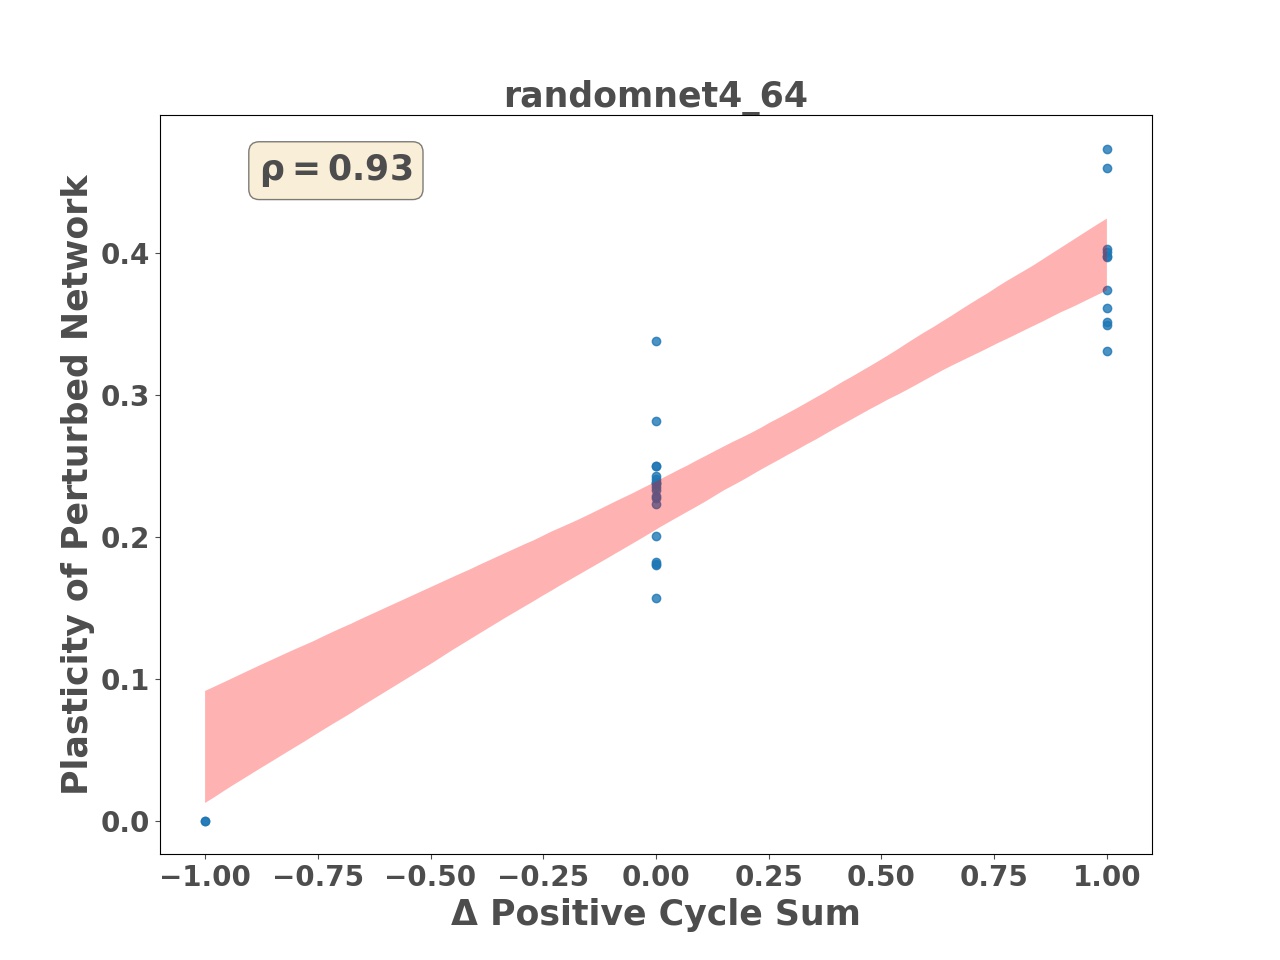 randomnet4_64
ρ = 0.93
Plasticity of Perturbed Network
0.4
0.3
0.2
0.1
0.0
−1.00 −0.75 −0.50 −0.25 0.00 0.25 0.50 0.75 1.00
Δ Positive Cycle Sum